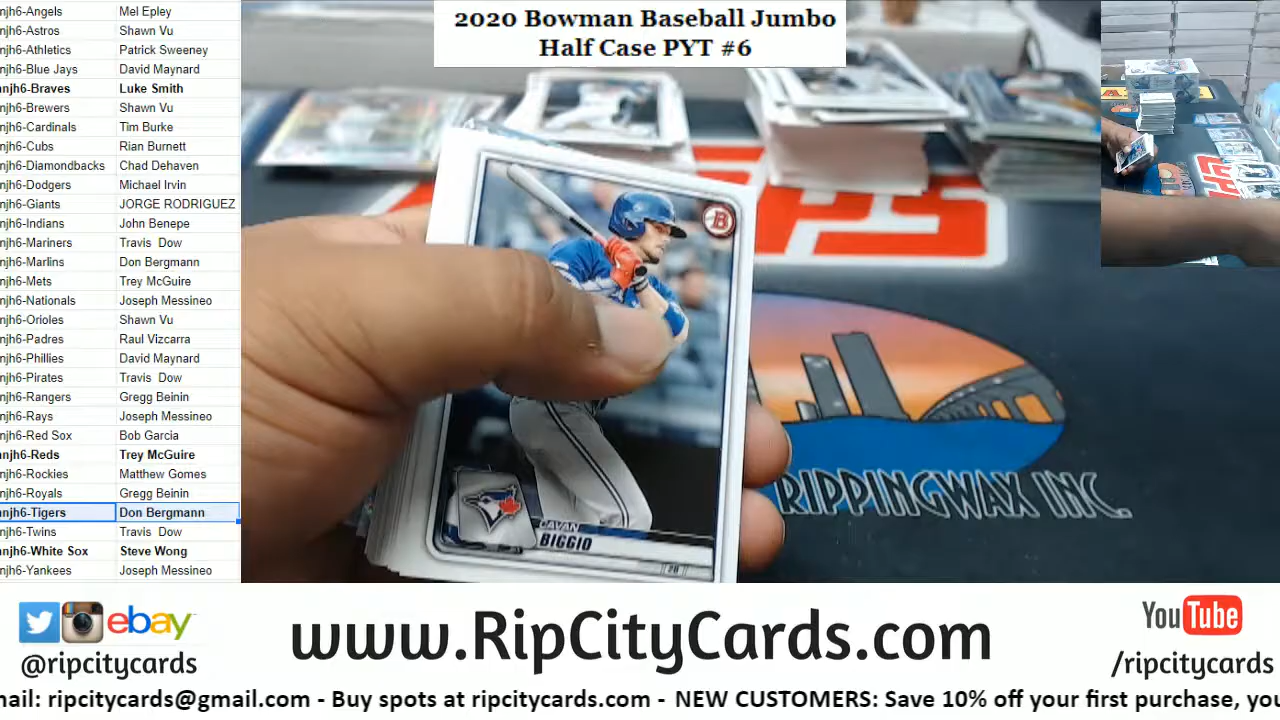 2020 Bowman Baseball Jumbo
Half Case PYT #6
njh6-Angels Mel Epley
njh6-Astros Shawn Vu
njh6-Athletics Patrick Sweeney
njh6-Blue Jays David Maynard
njh6-Braves Luke Smith
njh6-Brewers Shawn Vu
njh6-Cardinals Tim Burke
njh6-Cubs Rian Burnett
njh6-Diamondbacks Chad Dehaven
njh6-Dodgers Michael Irvin
njh6-Giants JORGE RODRIGUEZ
njh6-Indians John Benepe
njh6-Mariners Travis Dow
njh6-Marlins Don Bergmann
njh6-Mets Trey McGuire
njh6-Nationals Joseph Messineo
njh6-Orioles Shawn Vu
njh6-Padres Raul Vizcarra
njh6-Phillies David Maynard
njh6-Pirates Travis Dow
njh6-Rangers Gregg Beinin
njh6-Rays Joseph Messineo
njh6-Red Sox Bob Garcia
njh6-Reds Trey McGuire
njh6-Rockies Matthew Gomes
njh6-Royals Gregg Beinin
njh6-Tigers Don Bergmann
njh6-Twins Travis Dow
njh6-White Sox Steve Wong
njh6-Yankees Joseph Messineo
B
CAVAN
BIGGIO
2B
RIPPINGWAX INC.
ebay
@ripcitycards
www.RipCityCards.com
YouTube
/ripcitycards
mail: ripcitycards@gmail.com - Buy spots at ripcitycards.com - NEW CUSTOMERS: Save 10% off your first purchase, you